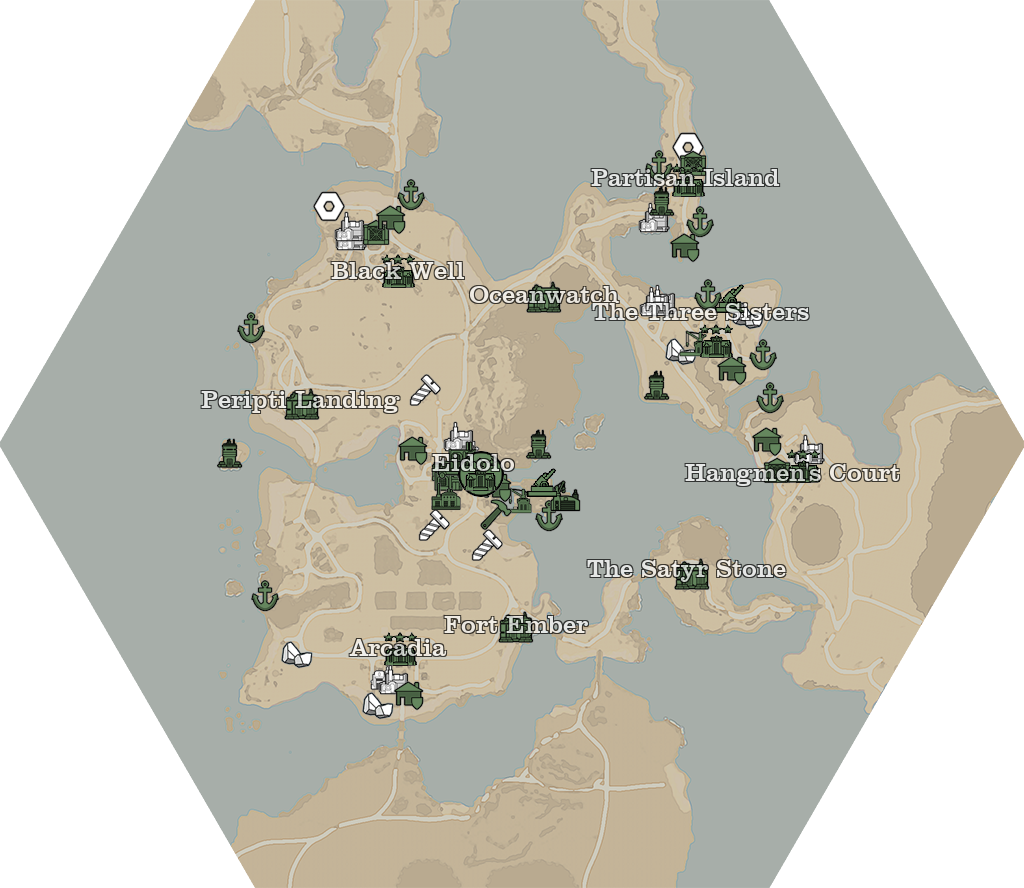 Partisan Island
Black Well
Oceanwatch
The Three Sisters
Peripti Landing
Eidolo
Hangmen's Court
The Satyr Stone
Fort Ember
Arcadia